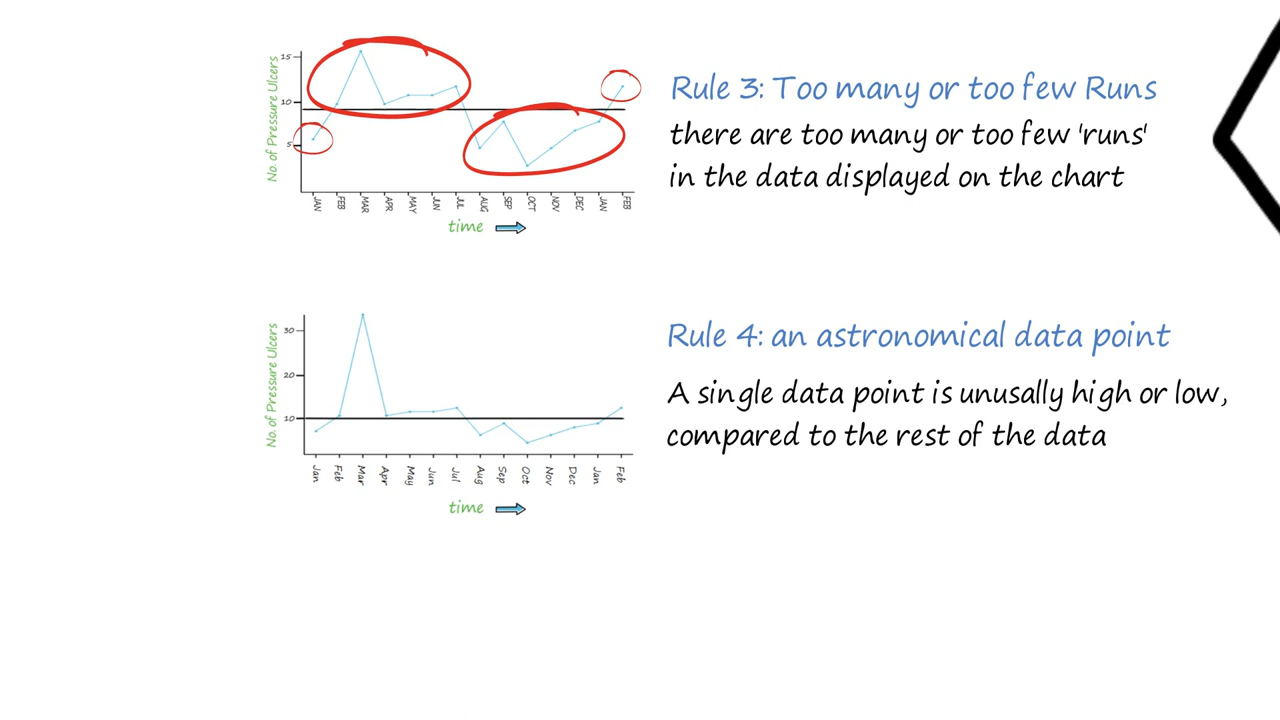 15
10
5
No. of Pressure Ulcers
JAN FEB MAR APR MAY JUN JUL AUG SEP OCT NOV DEC JAN FEB
time
Rule 3: Too many or too few Runs
there are too many or too few 'runs'
in the data displayed on the chart
30
20
10
No. of Pressure Ulcers
Jan Feb Mar Apr May Jun Jul Aug Sep Oct Nov Dec Jan Feb
time
Rule 4: an astronomical data point
A single data point is unusally high or low,
compared to the rest of the data